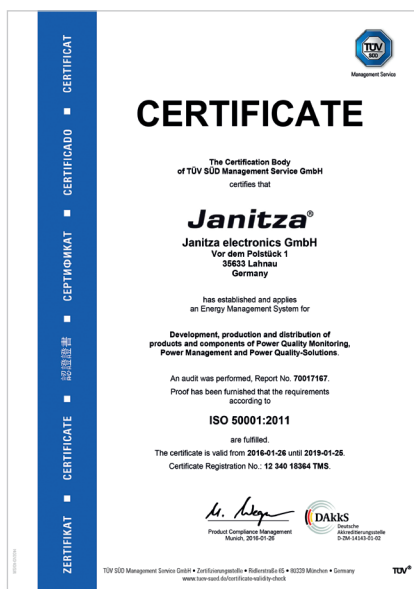 ZERTIFIKAT ■ CERTIFICATE ■ 認證證書 ■ СЕРТИФИКАТ ■ CERTIFICADO ■ CERTIFICAT
TÜV
SÜD
Management Service
CERTIFICATE
The Certification Body
of TÜV SÜD Management Service GmbH
certifies that
Janitza®
Janitza electronics GmbH
Vor dem Polstück 1
35633 Lahnau
Germany
has established and applies
an Energy Management System for
Development, production and distribution of
products and components of Power Quality Monitoring,
Power Management and Power Quality-Solutions.
An audit was performed, Report No. 70017167.
Proof has been furnished that the requirements
according to
ISO 50001:2011
are fulfilled.
The certificate is valid from 2016-01-26 until 2019-01-25.
Certificate Registration No.: 12 340 18364 TMS.
Product Compliance Management
Munich, 2016-01-26
DAkkS
Deutsche
Akkreditierungsstelle
D-ZM-14143-01-02
TÜV SÜD Management Service GmbH • Zertifizierungsstelle • Ridlerstraße 65 • 80339 München • Germany
www.tuev-sued.de/certificate-validity-check
TÜV®